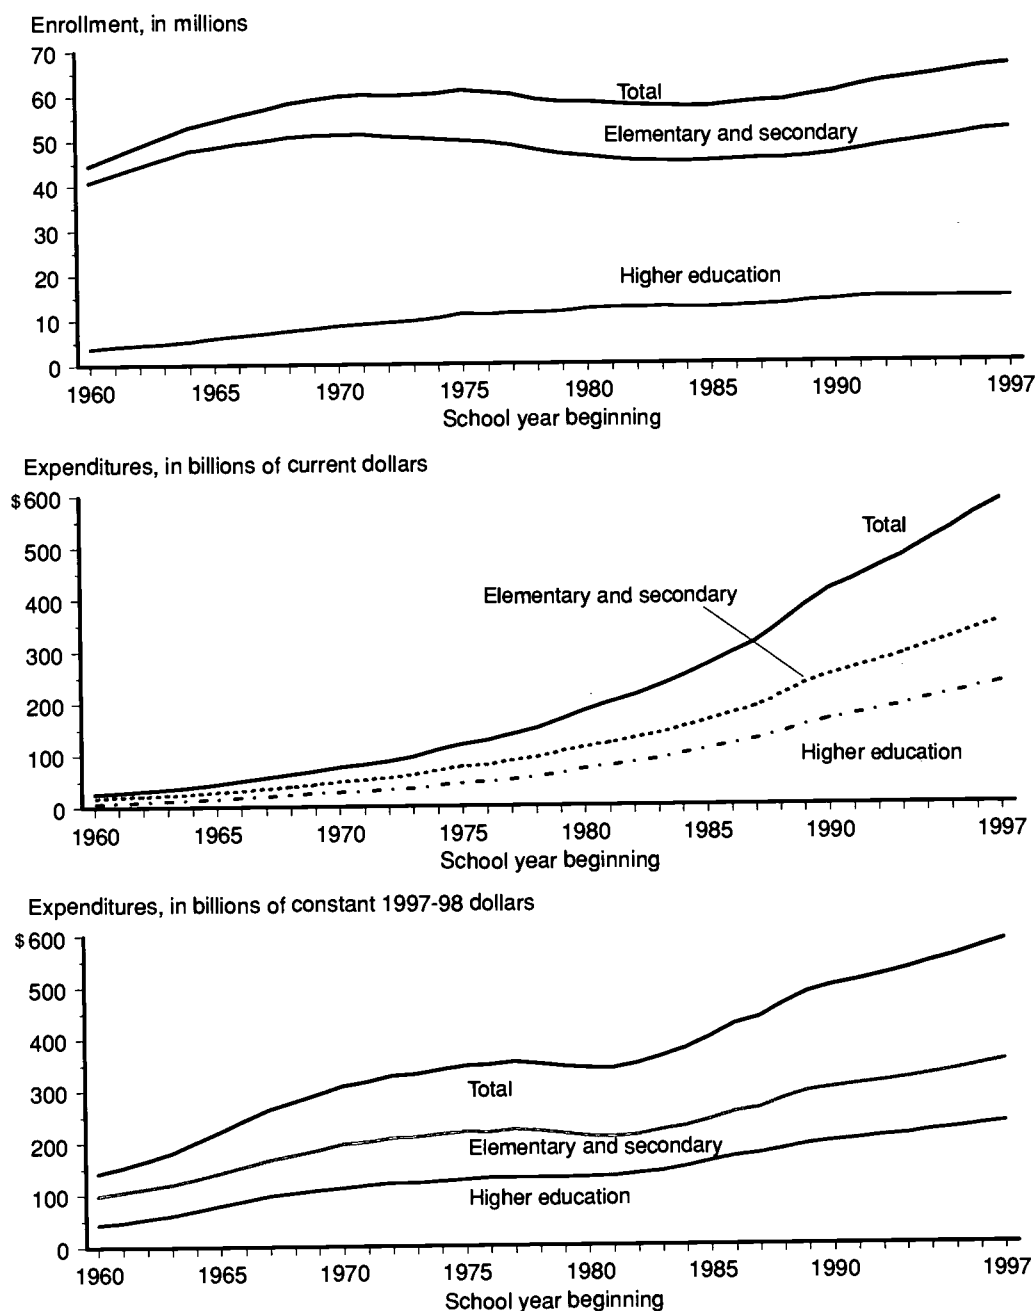 Enrollment, in millions
70
60
50
40
30
20
10
0
Total
Elementary and secondary
Higher education
1960 1965 1970 1975 1980 1985 1990 1997
School year beginning
Expenditures, in billions of current dollars
$600
500
400
300
200
100
0
Total
Elementary and secondary
Higher education
1960 1965 1970 1975 1980 1985 1990 1997
School year beginning
Expenditures, in billions of constant 1997-98 dollars
$600
500
400
300
200
100
0
Total
Elementary and secondary
Higher education
1960 1965 1970 1975 1980 1985 1990 1997
School year beginning